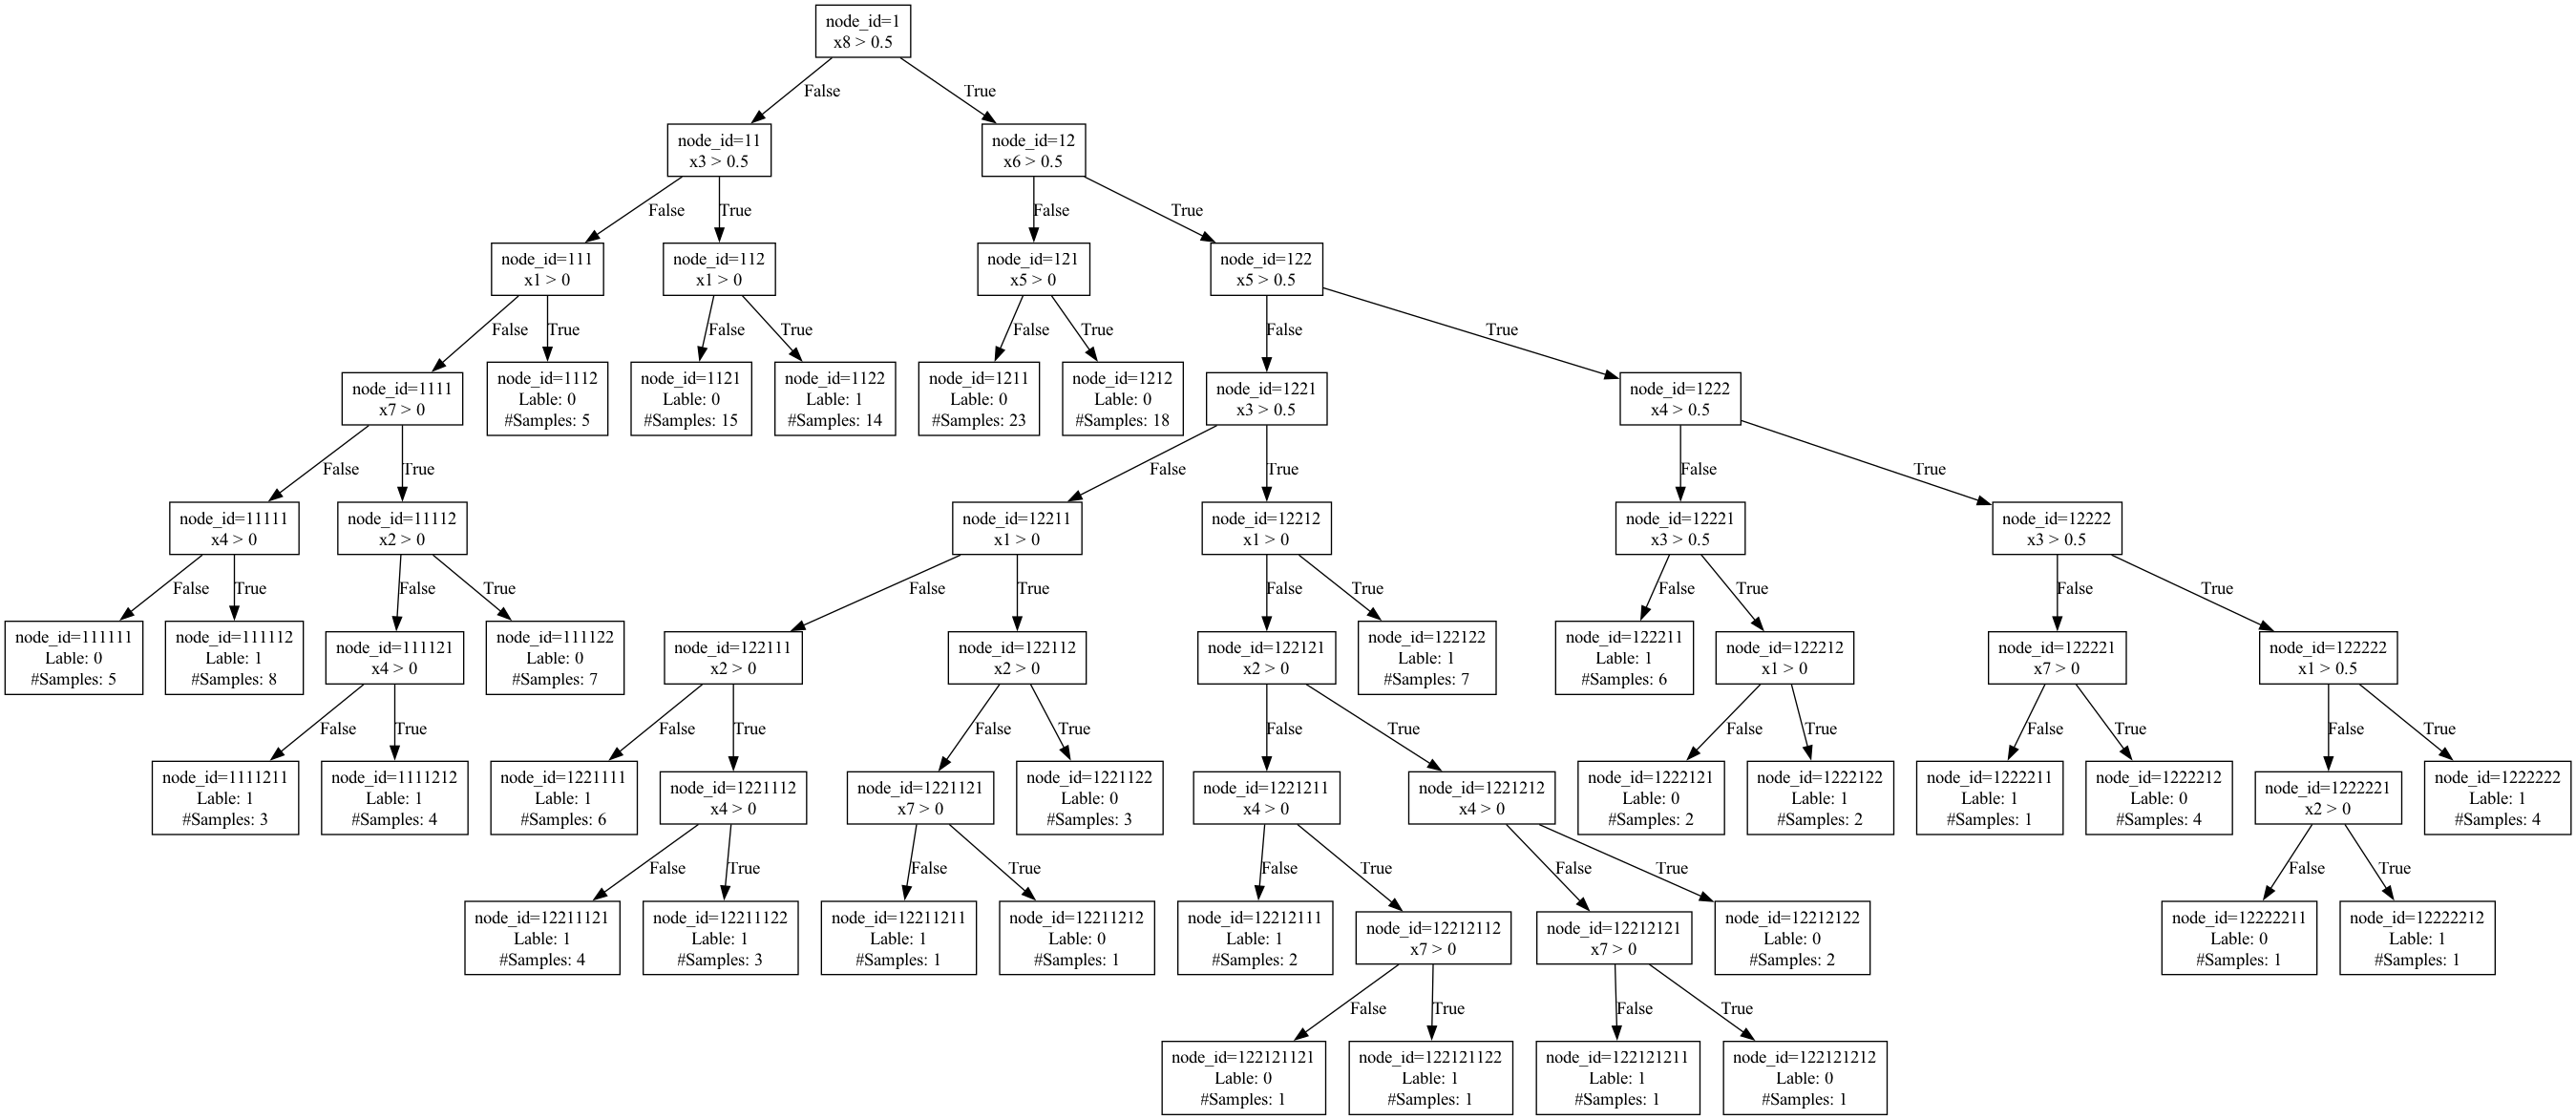 node_id=1
x8 > 0.5
False
True
node_id=11
x3 > 0.5
node_id=12
x6 > 0.5
False
True
False
True
node_id=111
x1 > 0
node_id=112
x1 > 0
node_id=121
x5 > 0
node_id=122
x5 > 0.5
False
True
False
True
False
True
False
True
node_id=1111
x7 > 0
node_id=1112
Lable: 0
#Samples: 5
node_id=1121
Lable: 0
#Samples: 15
node_id=1122
Lable: 1
#Samples: 14
node_id=1211
Lable: 0
#Samples: 23
node_id=1212
Lable: 0
#Samples: 18
node_id=1221
x3 > 0.5
node_id=1222
x4 > 0.5
False
True
False
True
False
True
node_id=11111
x4 > 0
node_id=11112
x2 > 0
node_id=12211
x1 > 0
node_id=12212
x1 > 0
node_id=12221
x3 > 0.5
node_id=12222
x3 > 0.5
False
True
False
True
False
True
False
True
False
True
False
True
node_id=111111
Lable: 0
#Samples: 5
node_id=111112
Lable: 1
#Samples: 8
node_id=111121
x4 > 0
node_id=111122
Lable: 0
#Samples: 7
node_id=122111
x2 > 0
node_id=122112
x2 > 0
node_id=122121
x2 > 0
node_id=122122
Lable: 1
#Samples: 7
node_id=122211
Lable: 1
#Samples: 6
node_id=122212
x1 > 0
node_id=122221
x7 > 0
node_id=122222
x1 > 0.5
False
True
False
True
False
True
False
True
False
True
False
True
False
True
node_id=1111211
Lable: 1
#Samples: 3
node_id=1111212
Lable: 1
#Samples: 4
node_id=1221111
Lable: 1
#Samples: 6
node_id=1221112
x4 > 0
node_id=1221121
x7 > 0
node_id=1221122
Lable: 0
#Samples: 3
node_id=1221211
x4 > 0
node_id=1221212
x4 > 0
node_id=1222121
Lable: 0
#Samples: 2
node_id=1222122
Lable: 1
#Samples: 2
node_id=1222211
Lable: 1
#Samples: 1
node_id=1222212
Lable: 0
#Samples: 4
node_id=1222221
x2 > 0
node_id=1222222
Lable: 1
#Samples: 4
False
True
False
True
False
True
False
True
False
True
node_id=12211121
Lable: 1
#Samples: 4
node_id=12211122
Lable: 1
#Samples: 3
node_id=12211211
Lable: 1
#Samples: 1
node_id=12211212
Lable: 0
#Samples: 1
node_id=12212111
Lable: 1
#Samples: 2
node_id=12212112
x7 > 0
node_id=12212121
x7 > 0
node_id=12212122
Lable: 0
#Samples: 2
node_id=12222211
Lable: 0
#Samples: 1
node_id=12222212
Lable: 1
#Samples: 1
False
True
False
True
node_id=122121121
Lable: 0
#Samples: 1
node_id=122121122
Lable: 1
#Samples: 1
node_id=122121211
Lable: 1
#Samples: 1
node_id=122121212
Lable: 0
#Samples: 1